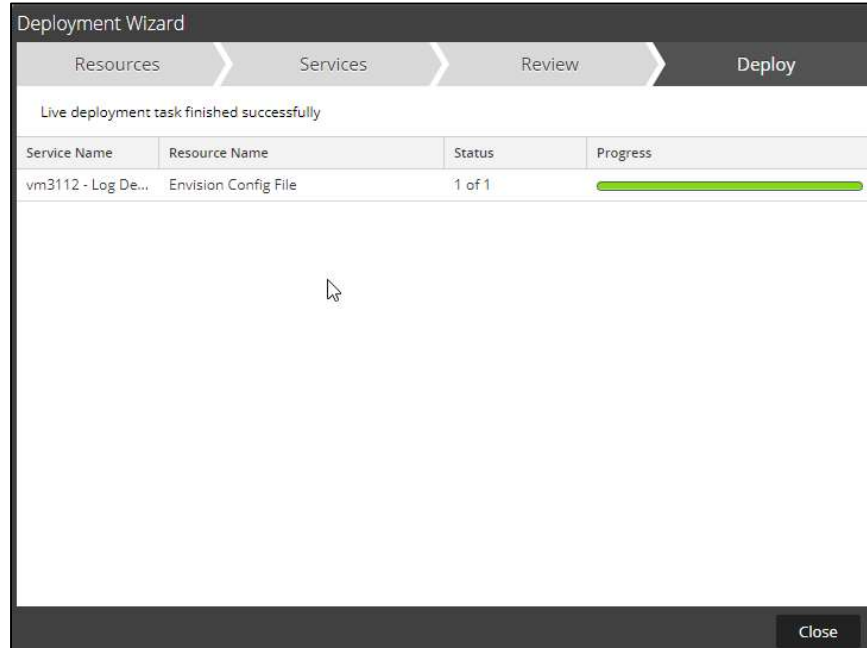 Deployment Wizard
Resources Services Review Deploy
Live deployment task finished successfully
Service Name Resource Name Status Progress
vm3112 - Log De... Envision Config File 1 of 1
Close